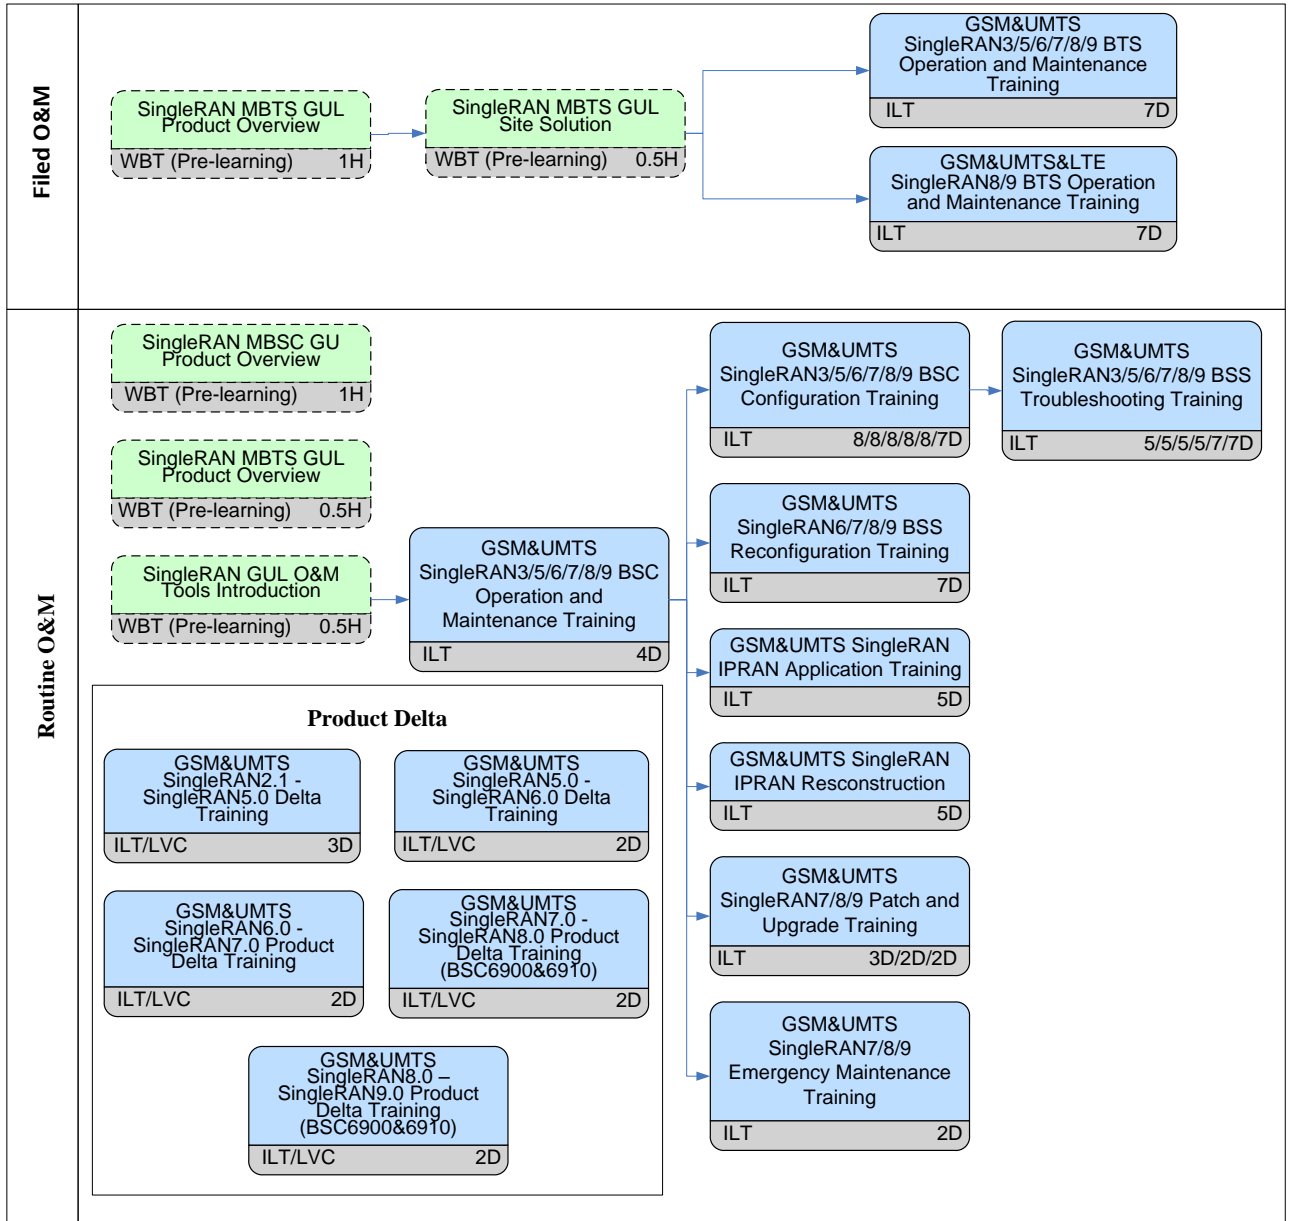 Filed O&M
SingleRAN MBTS GUL
Product Overview
WBT (Pre-learning) 1H
SingleRAN MBTS GUL
Site Solution
WBT (Pre-learning) 0.5H
GSM&UMTS
SingleRAN3/5/6/7/8/9 BTS
Operation and Maintenance
Training
ILT 7D
GSM&UMTS&LTE
SingleRAN8/9 BTS Operation
and Maintenance Training
ILT 7D
Routine O&M
SingleRAN MBSC GU
Product Overview
WBT (Pre-learning) 1H
SingleRAN MBTS GUL
Product Overview
WBT (Pre-learning) 0.5H
SingleRAN GUL O&M
Tools Introduction
WBT (Pre-learning) 0.5H
GSM&UMTS
SingleRAN3/5/6/7/8/9 BSC
Operation and
Maintenance Training
ILT 4D
GSM&UMTS
SingleRAN3/5/6/7/8/9 BSC
Configuration Training
ILT 8/8/8/8/8/7D
GSM&UMTS
SingleRAN3/5/6/7/8/9 BSS
Troubleshooting Training
ILT 5/5/5/5/7/7D
GSM&UMTS
SingleRAN6/7/8/9 BSS
Reconfiguration Training
ILT 7D
GSM&UMTS SingleRAN
IPRAN Application Training
ILT 5D
GSM&UMTS SingleRAN
IPRAN Resconstruction
ILT 5D
GSM&UMTS
SingleRAN7/8/9 Patch and
Upgrade Training
ILT 3D/2D/2D
GSM&UMTS
SingleRAN7/8/9
Emergency Maintenance
Training
ILT 2D
Product Delta
GSM&UMTS
SingleRAN2.1 -
SingleRAN5.0 Delta
Training
ILT/LVC 3D
GSM&UMTS
SingleRAN5.0 -
SingleRAN6.0 Delta
Training
ILT/LVC 2D
GSM&UMTS
SingleRAN6.0 -
SingleRAN7.0 Product
Delta Training
ILT/LVC 2D
GSM&UMTS
SingleRAN7.0 -
SingleRAN8.0 Product
Delta Training
(BSC6900&6910)
ILT/LVC 2D
GSM&UMTS
SingleRAN8.0 –
SingleRAN9.0 Product
Delta Training
(BSC6900&6910)
ILT/LVC 2D